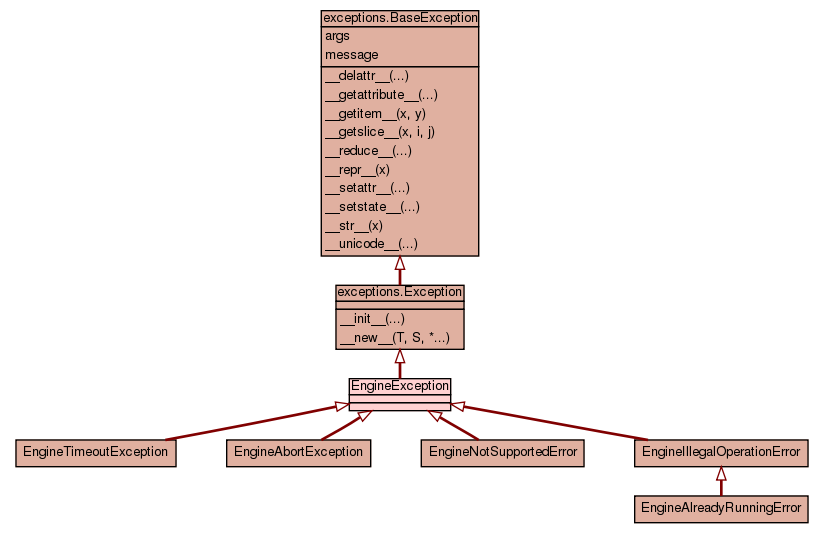 exceptions.BaseException
args
message
__delattr__(...)
__getattribute__(...)
__getitem__(x, y)
__getslice__(x, i, j)
__reduce__(...)
__repr__(x)
__setattr__(...)
__setstate__(...)
__str__(x)
__unicode__(...)
exceptions.Exception
__init__(...)
__new__(T, S, *...)
EngineException
EngineTimeoutException
EngineAbortException
EngineNotSupportedError
EngineIllegalOperationError
EngineAlreadyRunningError